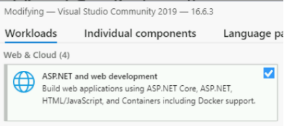 Modifying — Visual Studio Community 2019 — 16.6.3
Workloads Individual components Language pa
Web & Cloud (4)
ASP.NET and web development
Build web applications using ASP.NET Core, ASP.NET,
HTML/JavaScript, and Containers including Docker support.